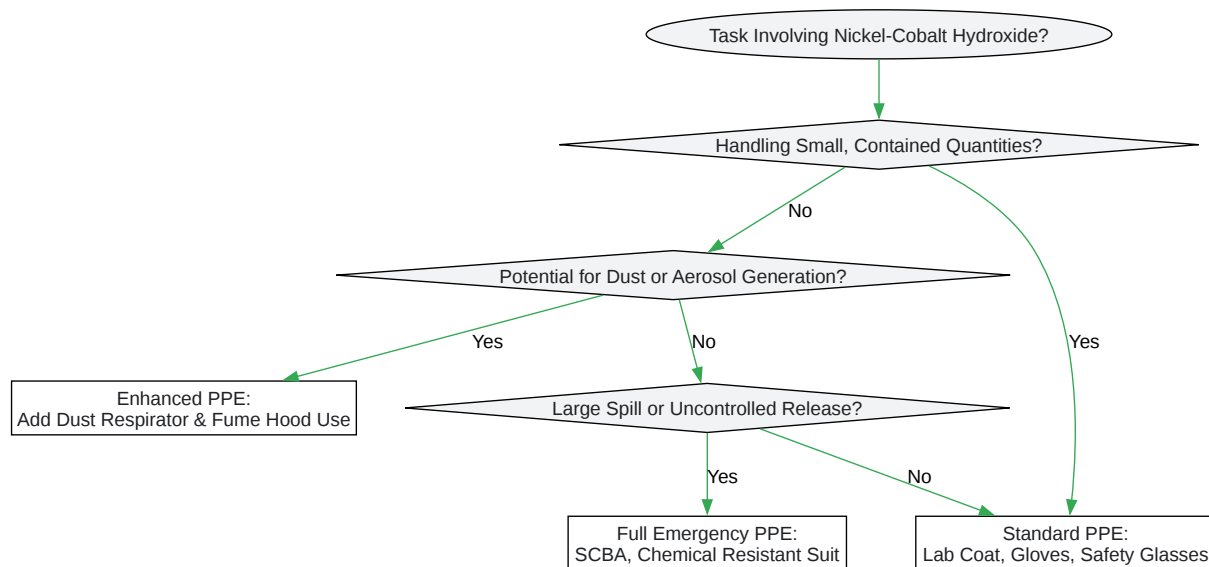 Task Involving Nickel-Cobalt Hydroxide?
Handling Small, Contained Quantities?
No
Potential for Dust or Aerosol Generation?
Yes
No
Yes
Enhanced PPE:
Add Dust Respirator & Fume Hood Use
Large Spill or Uncontrolled Release?
Yes
No
Full Emergency PPE:
SCBA, Chemical Resistant Suit
Standard PPE:
Lab Coat, Gloves, Safety Glasses